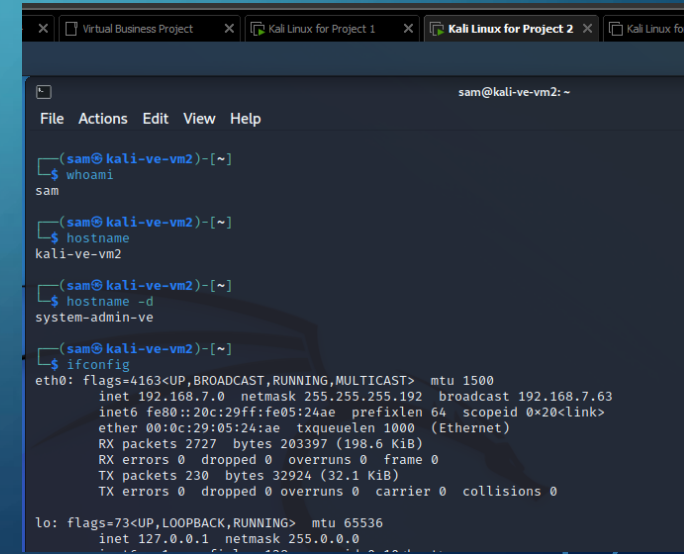 Virtual Business Project
Kali Linux for Project 1
Kali Linux for Project 2
Kali Linux fo
sam@kali-ve-vm2: ~
File Actions Edit View Help
┌──(sam㉿kali-ve-vm2)-[~]
└─$ whoami
sam
┌──(sam㉿kali-ve-vm2)-[~]
└─$ hostname
kali-ve-vm2
┌──(sam㉿kali-ve-vm2)-[~]
└─$ hostname -d
system-admin-ve
┌──(sam㉿kali-ve-vm2)-[~]
└─$ ifconfig
eth0: flags=4163<UP,BROADCAST,RUNNING,MULTICAST> mtu 1500
inet 192.168.7.0 netmask 255.255.255.192 broadcast 192.168.7.63
inet6 fe80::20c:29ff:fe05:24ae prefixlen 64 scopeid 0×20<link>
ether 00:0c:29:05:24:ae txqueuelen 1000 (Ethernet)
RX packets 2727 bytes 203397 (198.6 KiB)
RX errors 0 dropped 0 overruns 0 frame 0
TX packets 230 bytes 32924 (32.1 KiB)
TX errors 0 dropped 0 overruns 0 carrier 0 collisions 0
lo: flags=73<UP,LOOPBACK,RUNNING> mtu 65536
inet 127.0.0.1 netmask 255.0.0.0